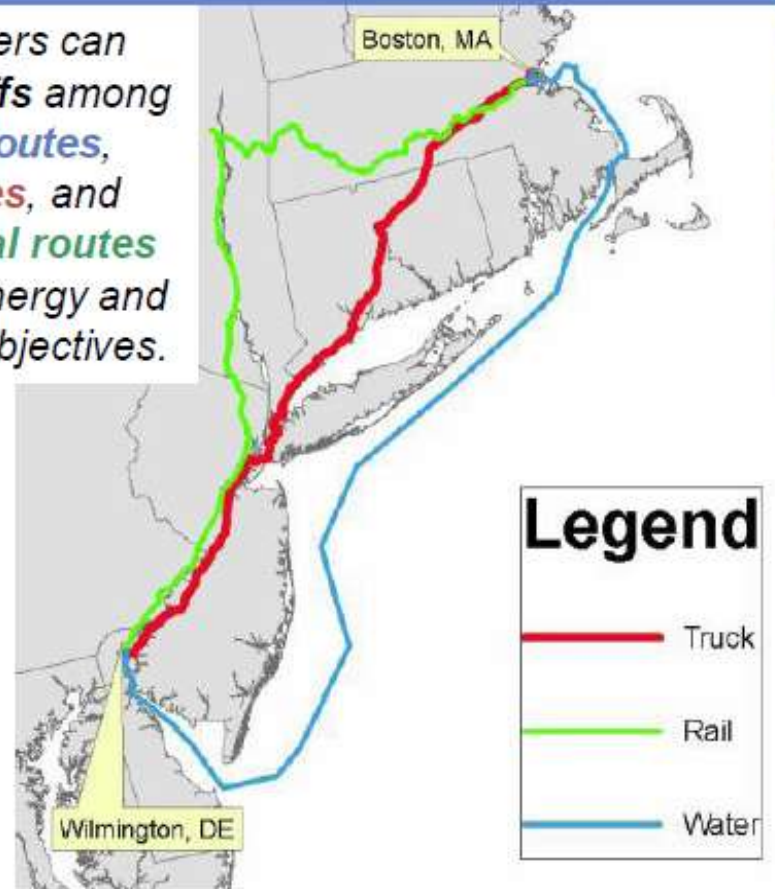 ers can
fs among
outes,
es, and
al routes
nergy and
bjectives.
Boston, MA
Wilmington, DE
Legend
Truck
Rail
Water